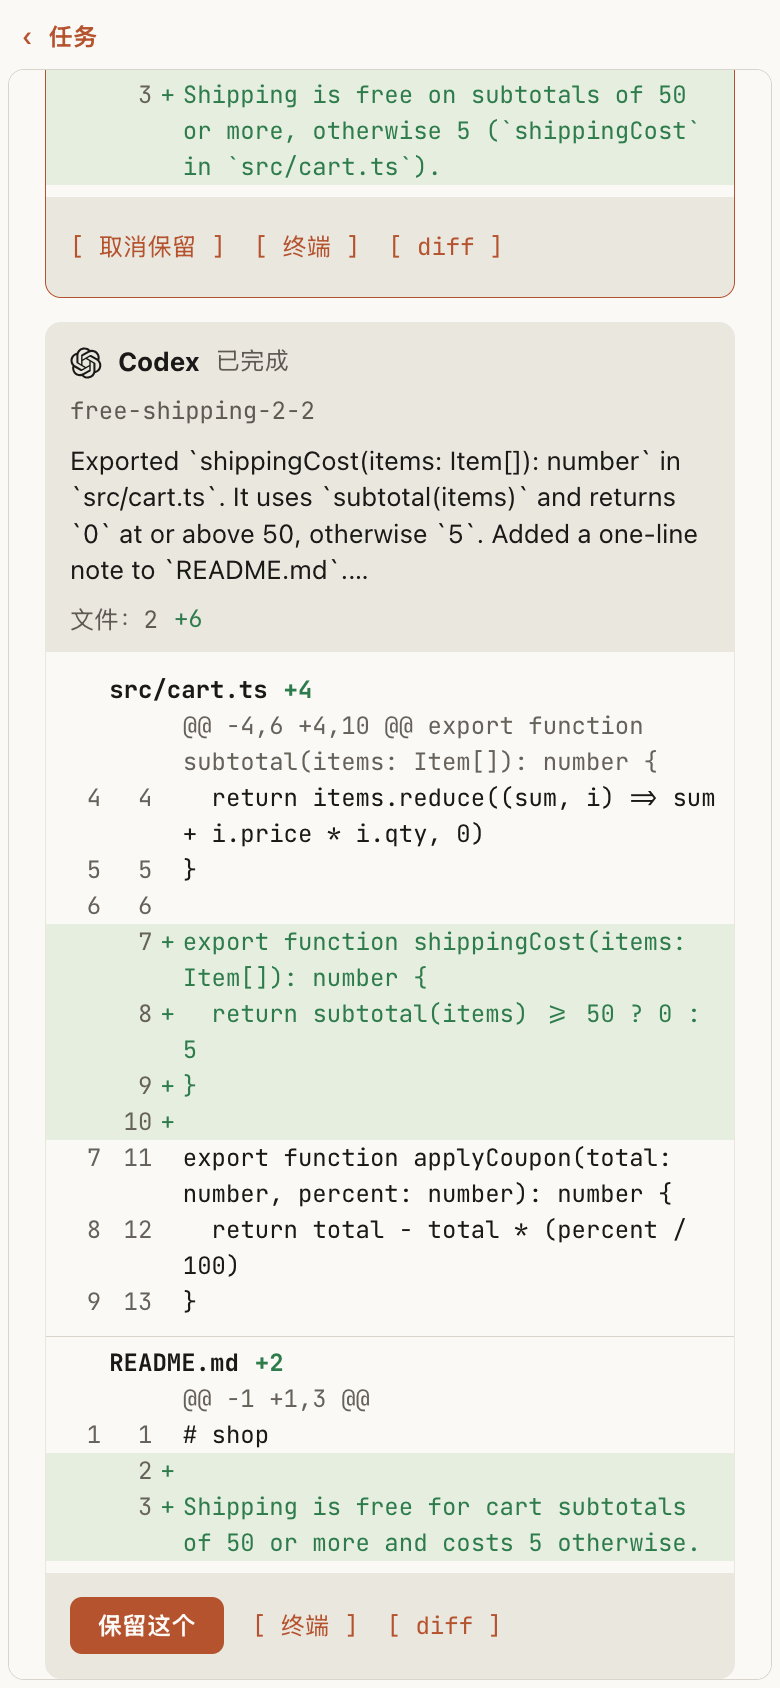 ‹ 任务
3 + Shipping is free on subtotals of 50
or more, otherwise 5 (`shippingCost`
in `src/cart.ts`).
[ 取消保留 ] [ 终端 ] [ diff ]
Codex 已完成
free-shipping-2-2
Exported `shippingCost(items: Item[]): number` in
`src/cart.ts`. It uses `subtotal(items)` and returns
`0` at or above 50, otherwise `5`. Added a one-line
note to `README.md`....
文件: 2 +6
src/cart.ts +4
@@ -4,6 +4,10 @@ export function
subtotal(items: Item[]): number {
4 4 return items.reduce((sum, i) => sum
+ i.price * i.qty, 0)
5 5 }
6 6
7 + export function shippingCost(items:
Item[]): number {
8 + return subtotal(items) >= 50 ? 0 :
5
9 + }
10 +
7 11 export function applyCoupon(total:
number, percent: number): number {
8 12 return total - total * (percent /
100)
9 13 }
README.md +2
@@ -1 +1,3 @@
1 1 # shop
2 +
3 + Shipping is free for cart subtotals
of 50 or more and costs 5 otherwise.
保留这个 [ 终端 ] [ diff ]